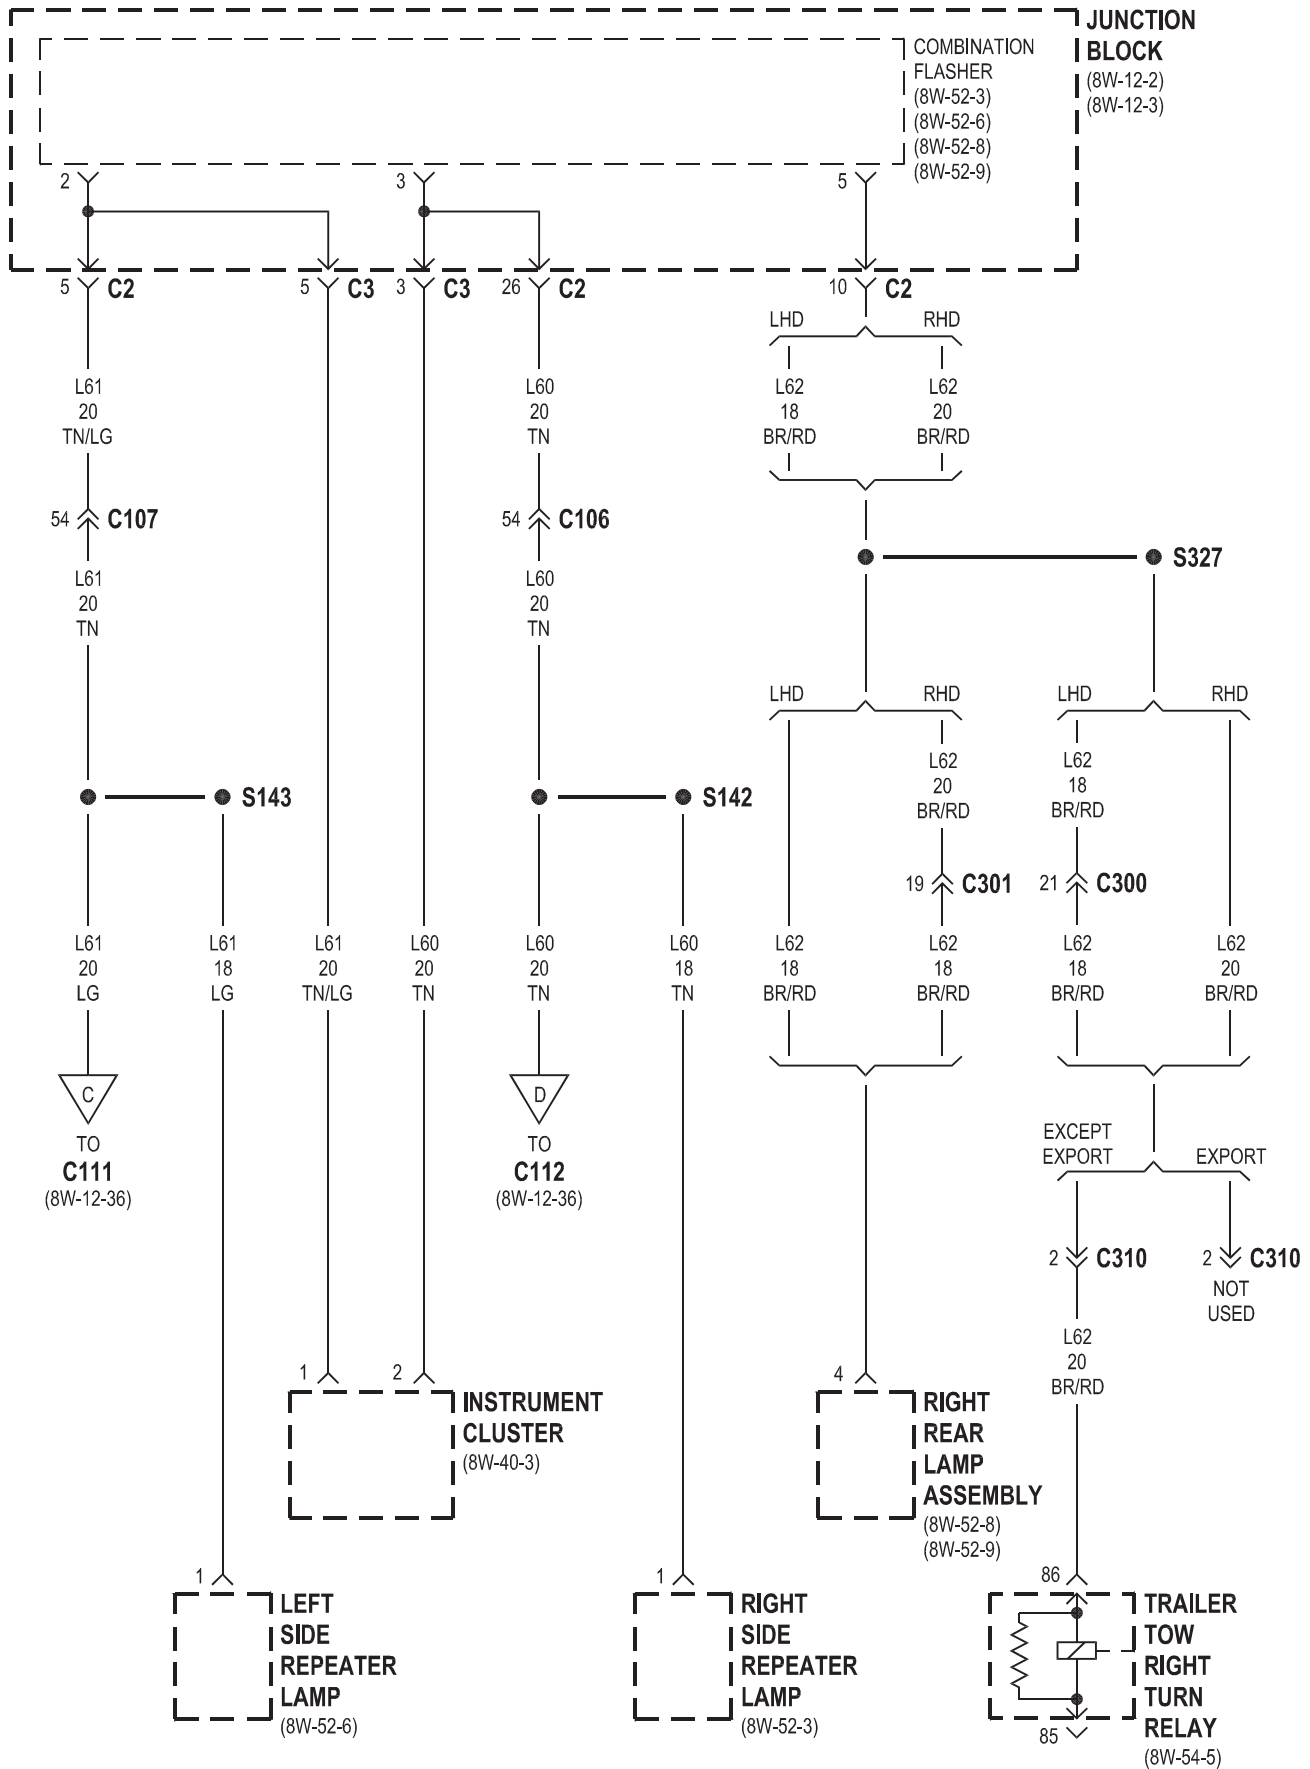 JUNCTION
BLOCK
(8W-12-2)
(8W-12-3)
COMBINATION
FLASHER
(8W-52-3)
(8W-52-6)
(8W-52-8)
(8W-52-9)
2
3
5
5 C2
5 C3
3 C3
26 C2
10 C2
LHD
RHD
L61
20
TN/LG
L60
20
TN
L62
18
BR/RD
L62
20
BR/RD
54 C107
54 C106
S327
L61
20
TN
L60
20
TN
LHD
RHD
LHD
RHD
L62
20
BR/RD
L62
18
BR/RD
S143
S142
19 C301
21 C300
L61
20
LG
L61
18
LG
L61
20
TN/LG
L60
20
TN
L60
20
TN
L60
18
TN
L62
18
BR/RD
L62
18
BR/RD
L62
18
BR/RD
L62
20
BR/RD
C
TO
C111
(8W-12-36)
D
TO
C112
(8W-12-36)
EXCEPT
EXPORT
EXPORT
2 C310
2 C310
NOT
USED
L62
20
BR/RD
1
2
INSTRUMENT
CLUSTER
(8W-40-3)
4
RIGHT
REAR
LAMP
ASSEMBLY
(8W-52-8)
(8W-52-9)
1
LEFT
SIDE
REPEATER
LAMP
(8W-52-6)
1
RIGHT
SIDE
REPEATER
LAMP
(8W-52-3)
86
TRAILER
TOW
RIGHT
TURN
RELAY
(8W-54-5)
85